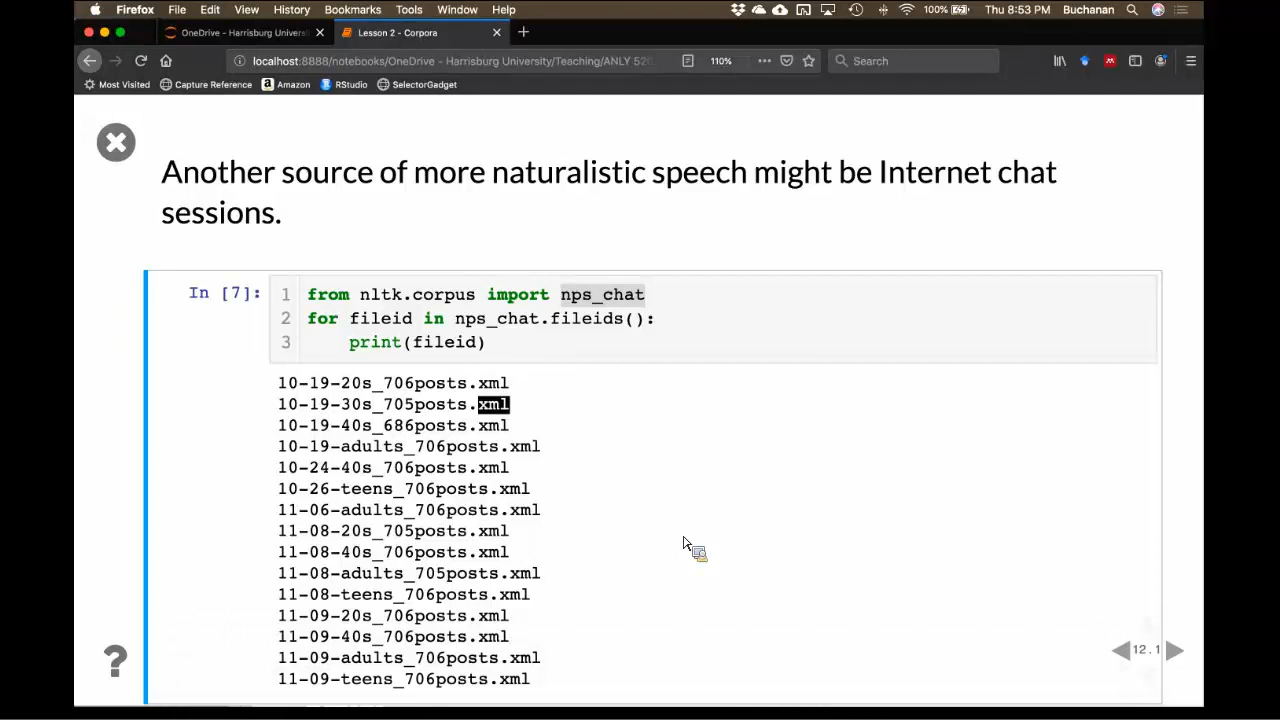 Firefox File Edit View History Bookmarks Tools Window Help 100% Thu 8:53 PM Buchanan
OneDrive - Harrisburg Universi Lesson 2 - Corpora
localhost:8888/notebooks/OneDrive - Harrisburg University/Teaching/ANLY 520 110% Search
Most Visited Capture Reference Amazon RStudio SelectorGadget
Another source of more naturalistic speech might be Internet chat
sessions.
In [7]: 1 from nltk.corpus import nps_chat
2 for fileid in nps_chat.fileids():
3 print(fileid)
10-19-20s_706posts.xml
10-19-30s_705posts.xml
10-19-40s_686posts.xml
10-19-adults_706posts.xml
10-24-40s_706posts.xml
10-26-teens_706posts.xml
11-06-adults_706posts.xml
11-08-20s_705posts.xml
11-08-40s_706posts.xml
11-08-adults_705posts.xml
11-08-teens_706posts.xml
11-09-20s_706posts.xml
11-09-40s_706posts.xml
11-09-adults_706posts.xml
11-09-teens_706posts.xml
? 12.1